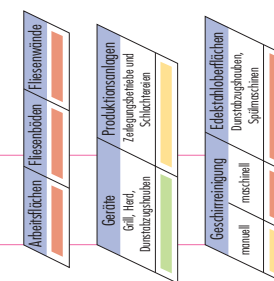 Arbeitsflächen
Fliesenböden
Fliesenwände
Geräte
Grill, Herd,
Dunstabzugshauben
Produktionsanlagen
Zerlegungsbetriebe und
Schlachtereien
Geschirreinigung
manuell
maschinell
Edelstahloberflächen
Dunstabzugshauben,
Spülmaschinen